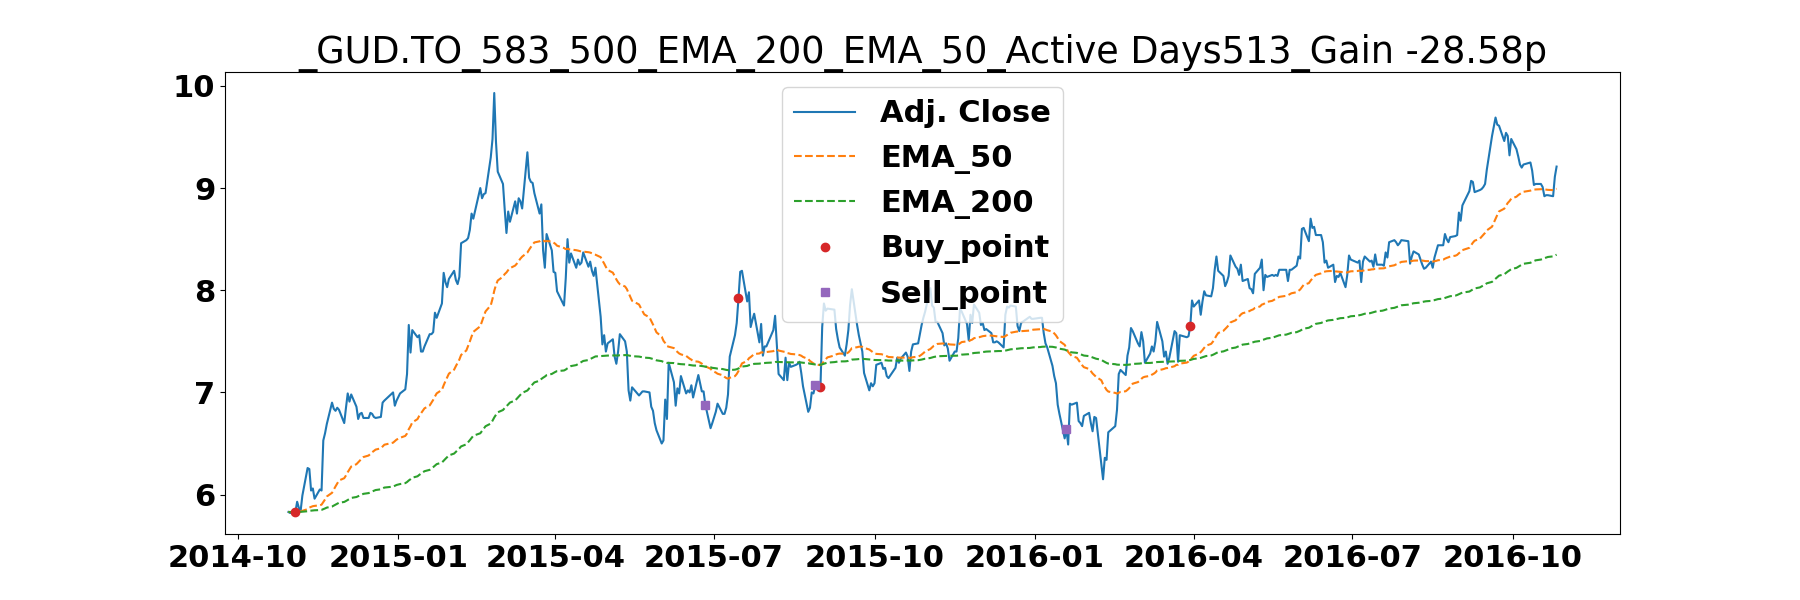 _GUD.TO_583_500_EMA_200_EMA_50_Active Days513_Gain -28.58p
10
9
8
7
6
Adj. Close
EMA_50
EMA_200
Buy_point
Sell_point
2014-10 2015-01 2015-04 2015-07 2015-10 2016-01 2016-04 2016-07 2016-10